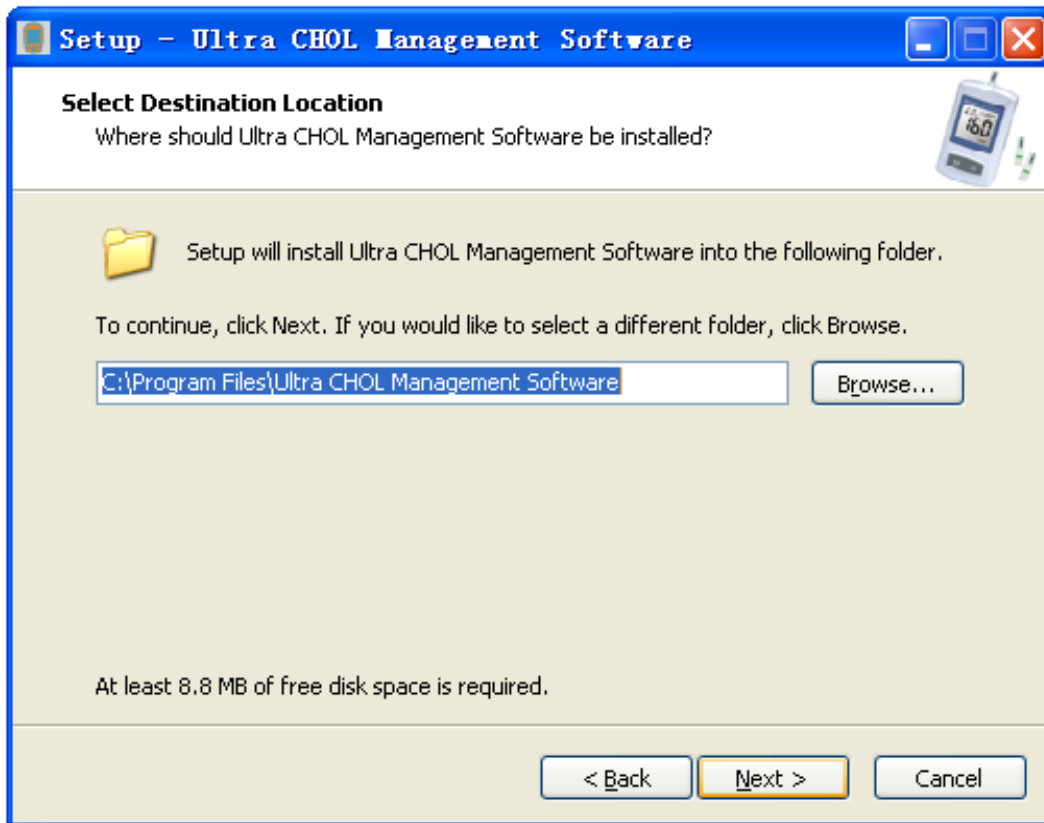 Setup - Ultra CHOL Management Software
Select Destination Location
Where should Ultra CHOL Management Software be installed?
160
Setup will install Ultra CHOL Management Software into the following folder.
To continue, click Next. If you would like to select a different folder, click Browse.
C:\Program Files\Ultra CHOL Management Software
Browse...
At least 8.8 MB of free disk space is required.
< Back
Next >
Cancel